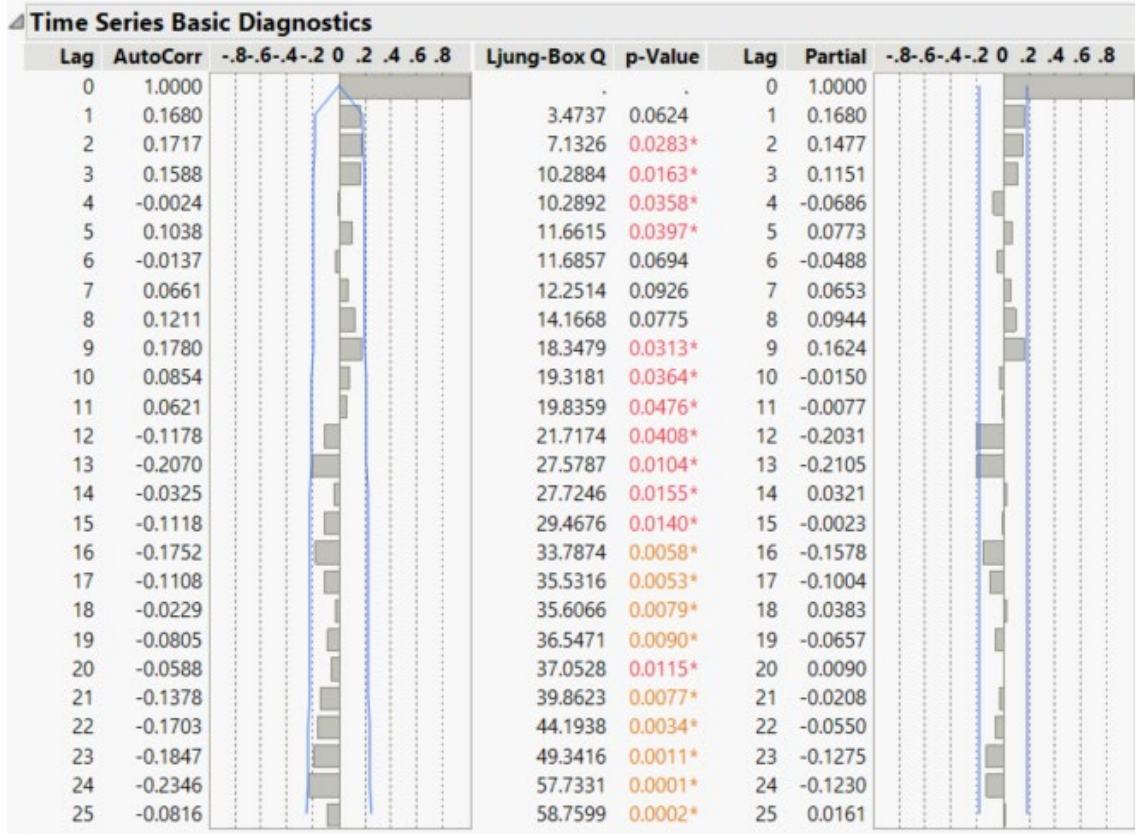 Time Series Basic Diagnostics
Lag AutoCorr -.8-.6-.4-.2 0 .2 .4 .6 .8 Ljung-Box Q p-Value Lag Partial -.8-.6-.4-.2 0 .2 .4 .6 .8
0 1.0000 . . 0 1.0000
1 0.1680 3.4737 0.0624 1 0.1680
2 0.1717 7.1326 0.0283* 2 0.1477
3 0.1588 10.2884 0.0163* 3 0.1151
4 -0.0024 10.2892 0.0358* 4 -0.0686
5 0.1038 11.6615 0.0397* 5 0.0773
6 -0.0137 11.6857 0.0694 6 -0.0488
7 0.0661 12.2514 0.0926 7 0.0653
8 0.1211 14.1668 0.0775 8 0.0944
9 0.1780 18.3479 0.0313* 9 0.1624
10 0.0854 19.3181 0.0364* 10 -0.0150
11 0.0621 19.8359 0.0476* 11 -0.0077
12 -0.1178 21.7174 0.0408* 12 -0.2031
13 -0.2070 27.5787 0.0104* 13 -0.2105
14 -0.0325 27.7246 0.0155* 14 0.0321
15 -0.1118 29.4676 0.0140* 15 -0.0023
16 -0.1752 33.7874 0.0058* 16 -0.1578
17 -0.1108 35.5316 0.0053* 17 -0.1004
18 -0.0229 35.6066 0.0079* 18 0.0383
19 -0.0805 36.5471 0.0090* 19 -0.0657
20 -0.0588 37.0528 0.0115* 20 0.0090
21 -0.1378 39.8623 0.0077* 21 -0.0208
22 -0.1703 44.1938 0.0034* 22 -0.0550
23 -0.1847 49.3416 0.0011* 23 -0.1275
24 -0.2346 57.7331 0.0001* 24 -0.1230
25 -0.0816 58.7599 0.0002* 25 0.0161